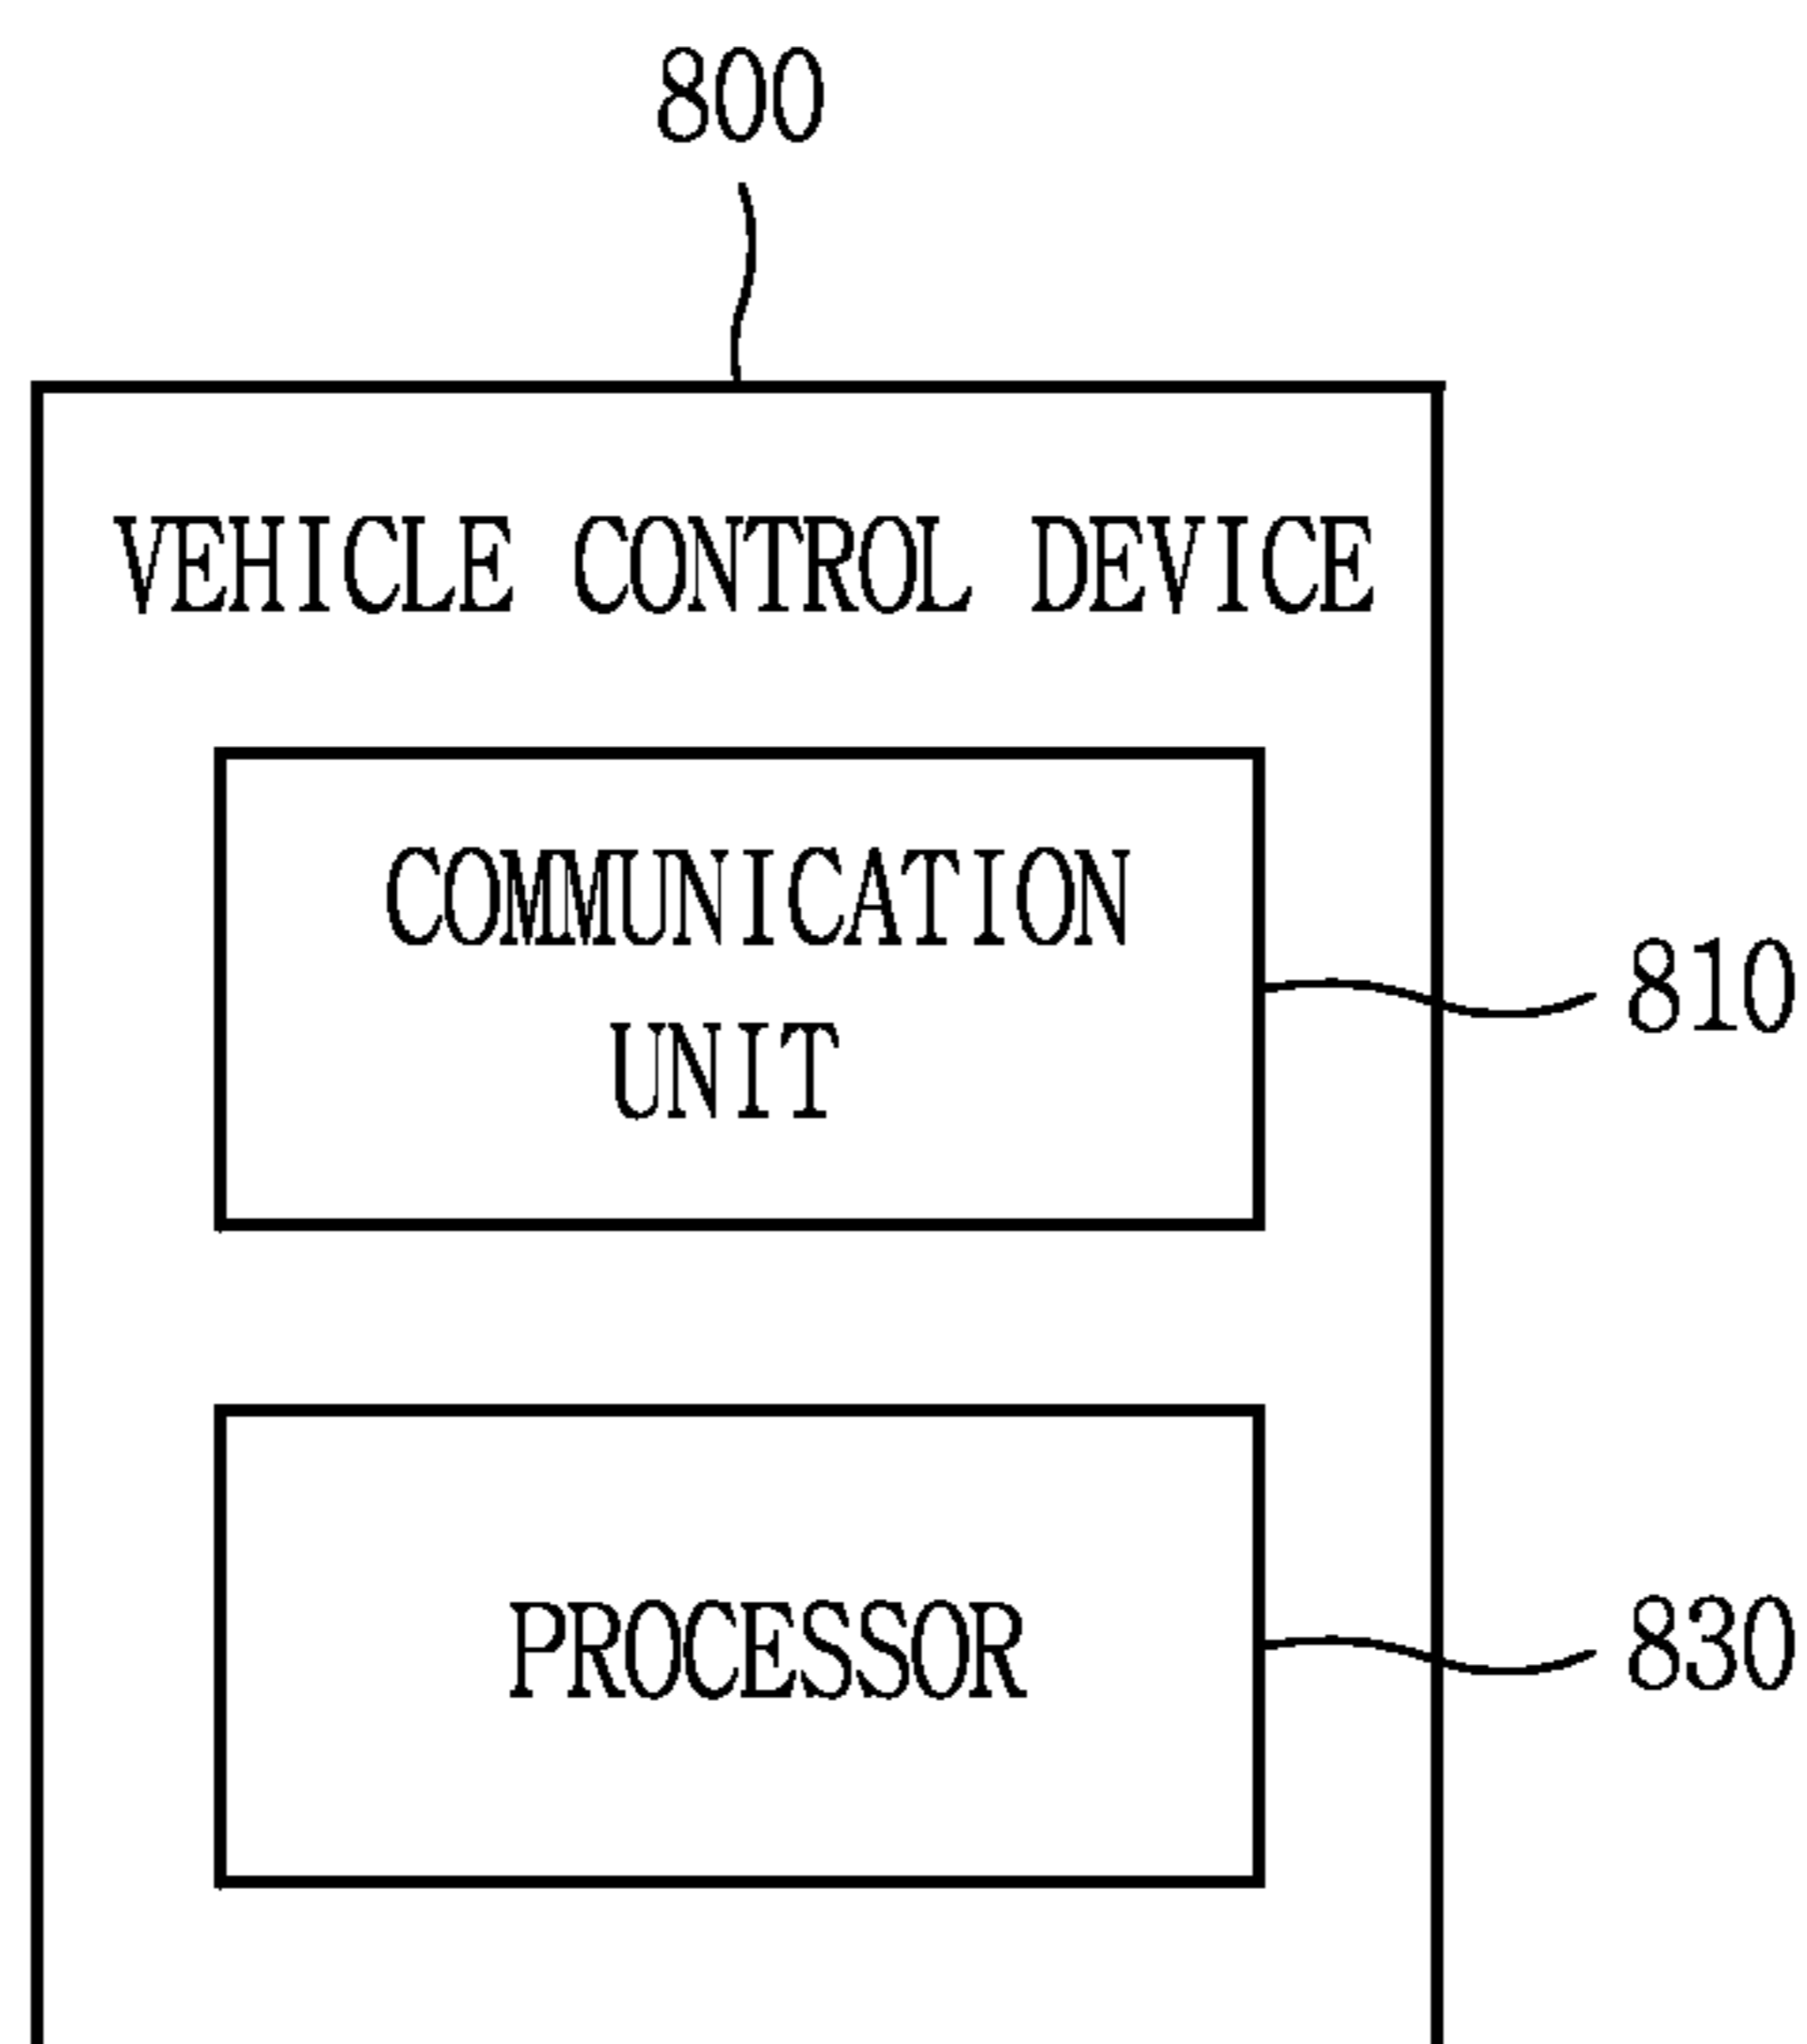 800
VEHICLE CONTROL DEVICE
COMMUNICATION
UNIT
810
PROCESSOR
830